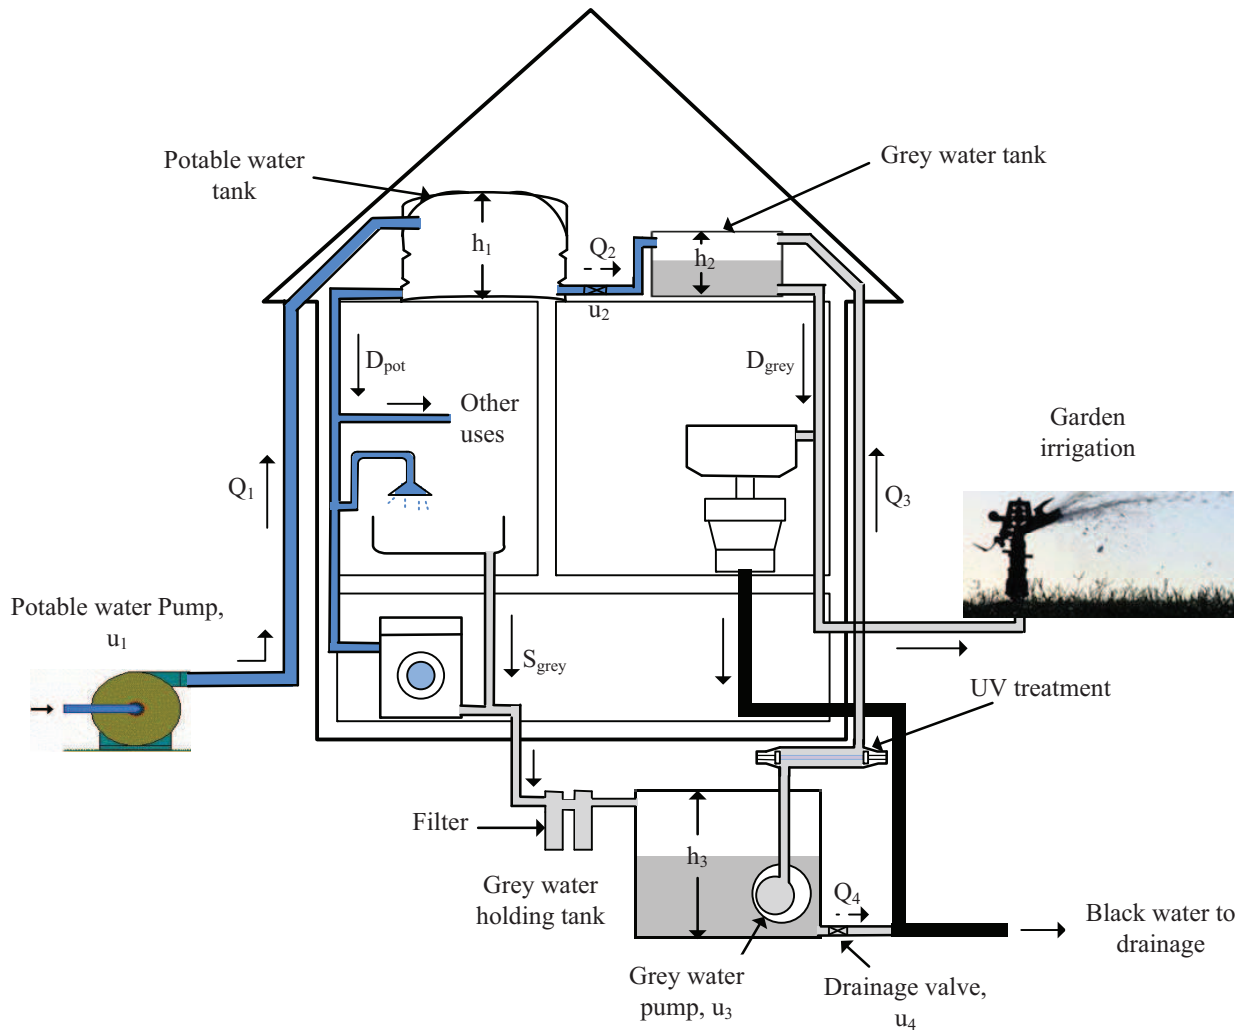 Potable water
tank
Grey water tank
h1
Q2
h2
u2
Dpot
Dgrey
Other
uses
Garden
irrigation
Q1
Q3
Potable water Pump,
u1
Sgrey
UV treatment
Filter
h3
Grey water
holding tank
Q4
Black water to
drainage
Grey water
pump, u3
Drainage valve,
u4